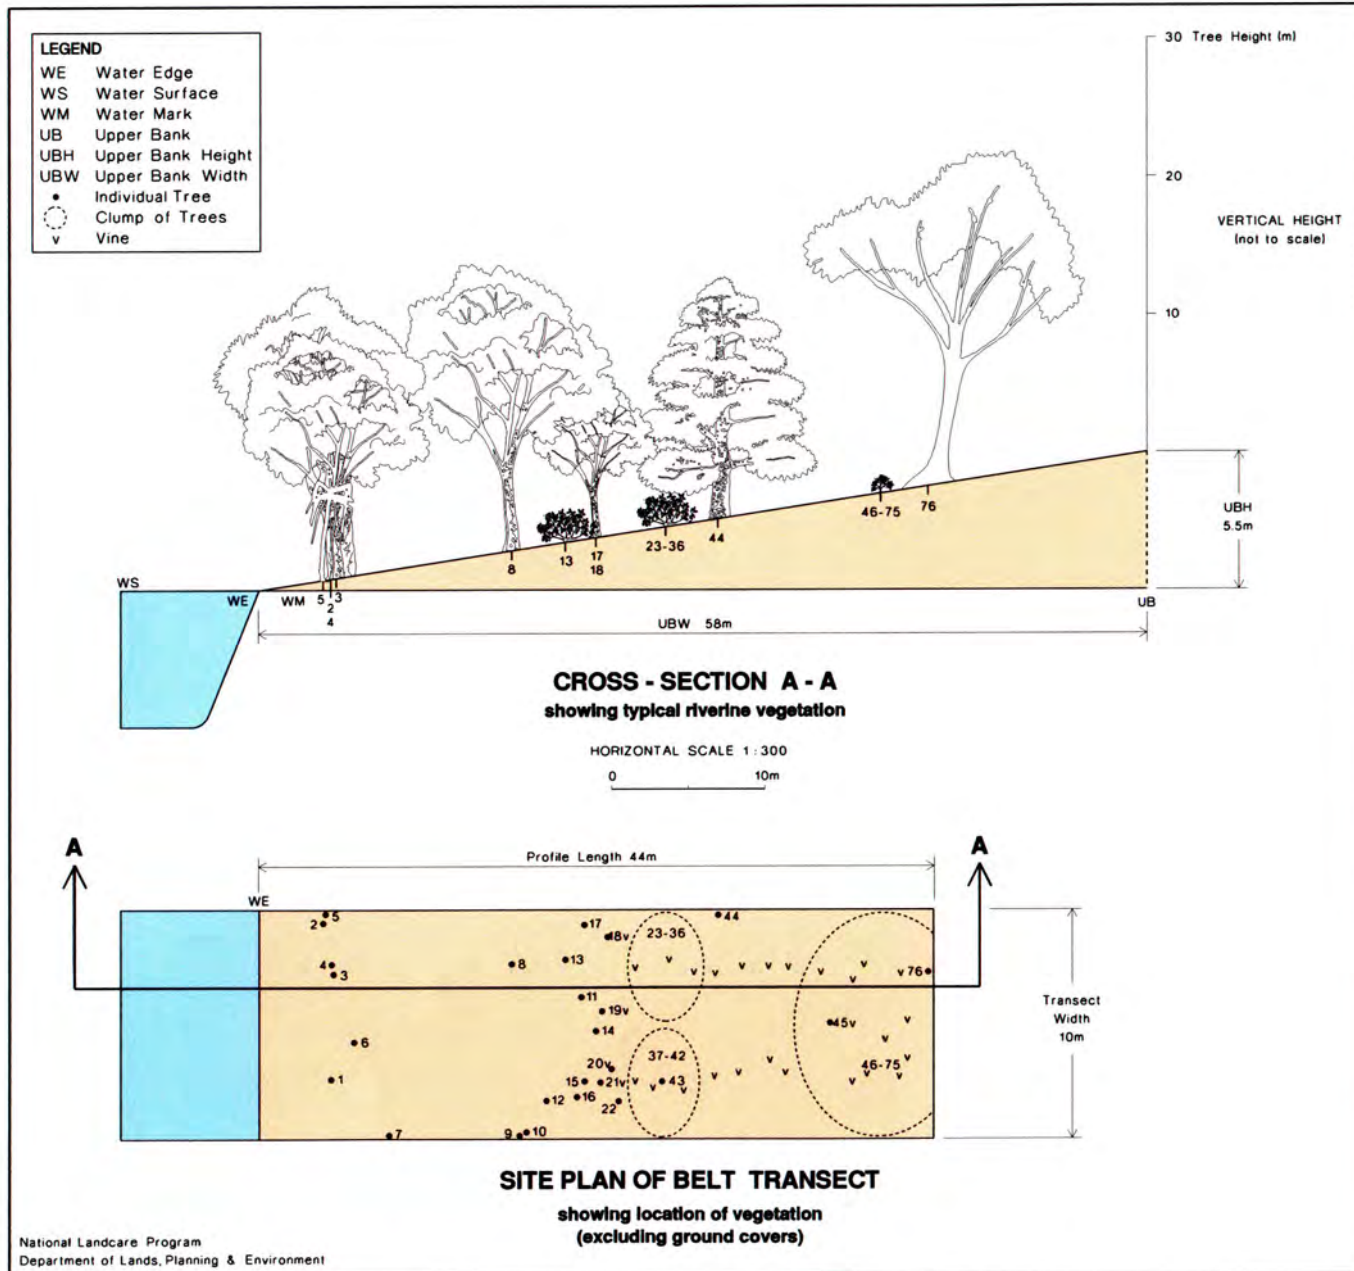 LEGEND
WE Water Edge
WS Water Surface
WM Water Mark
UB Upper Bank
UBH Upper Bank Height
UBW Upper Bank Width
• Individual Tree
Clump of Trees
v Vine
30 Tree Height (m)
20
VERTICAL HEIGHT
(not to scale)
10
46-75
76
UBH
5.5m
44
23-36
17
18
13
8
WS
WE
WM
5
3
2
4
UB
UBW 58m
CROSS - SECTION A - A
showing typical riverine vegetation
HORIZONTAL SCALE 1 : 300
0 10m
A
A
Profile Length 44m
WE
5
2
17
18v
23-36
44
4
3
8
13
76
11
19v
14
45v
6
Transect
Width
10m
37-42
20v
46-75
1
15
21v
43
12
16
22
7
9
10
v v v v v v v v v v v
v v v v v v v v v v v v v v
SITE PLAN OF BELT TRANSECT
showing location of vegetation
(excluding ground covers)
National Landcare Program
Department of Lands, Planning & Environment